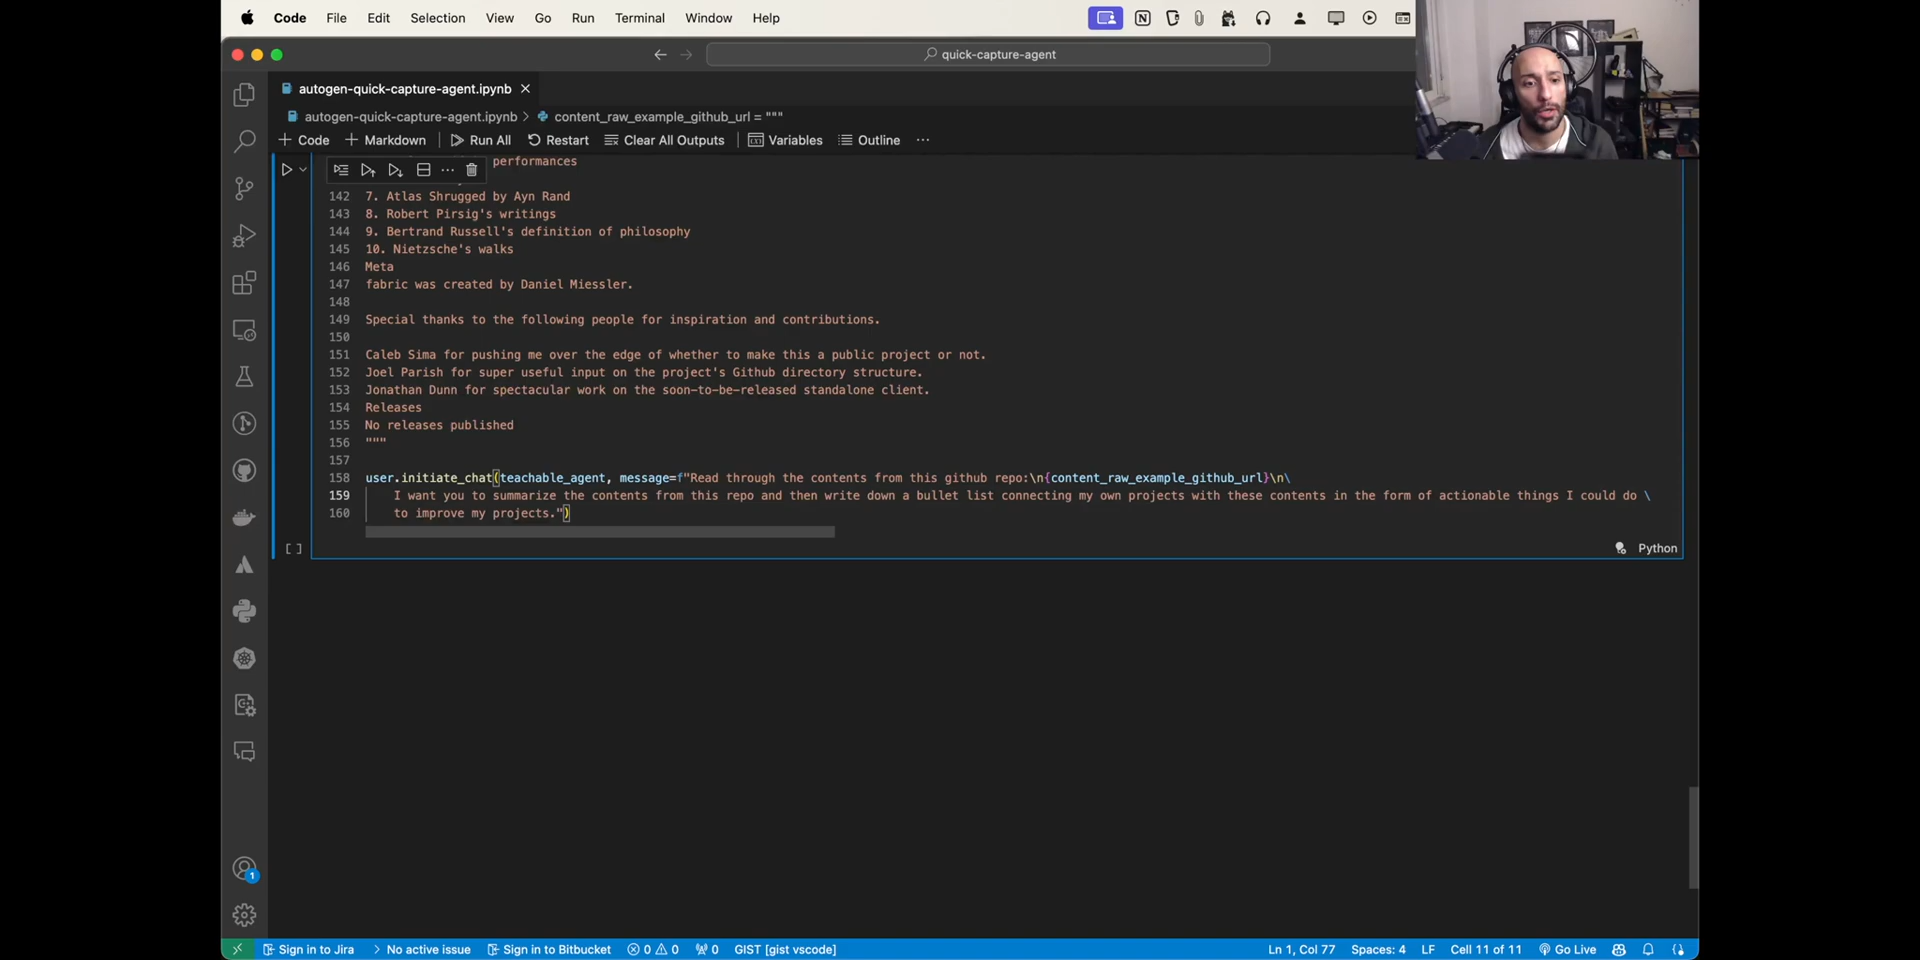 Code File Edit Selection View Go Run Terminal Window Help
quick-capture-agent
autogen-quick-capture-agent.ipynb
autogen-quick-capture-agent.ipynb > content_raw_example_github_url = """
+ Code + Markdown Run All Restart Clear All Outputs Variables Outline ...
performances
142 7. Atlas Shrugged by Ayn Rand
143 8. Robert Pirsig's writings
144 9. Bertrand Russell's definition of philosophy
145 10. Nietzsche's walks
146 Meta
147 fabric was created by Daniel Miessler.
148
149 Special thanks to the following people for inspiration and contributions.
150
151 Caleb Sima for pushing me over the edge of whether to make this a public project or not.
152 Joel Parish for super useful input on the project's Github directory structure.
153 Jonathan Dunn for spectacular work on the soon-to-be-released standalone client.
154 Releases
155 No releases published
156 """
157
158 user.initiate_chat(teachable_agent, message=f"Read through the contents from this github repo:\n{content_raw_example_github_url}\n\
159 I want you to summarize the contents from this repo and then write down a bullet list connecting my own projects with these contents in the form of actionable things I could do \
160 to improve my projects.")
[ ] Python
1
Sign in to Jira No active issue Sign in to Bitbucket 0 0 0 GIST [gist vscode] Ln 1, Col 77 Spaces: 4 LF Cell 11 of 11 Go Live